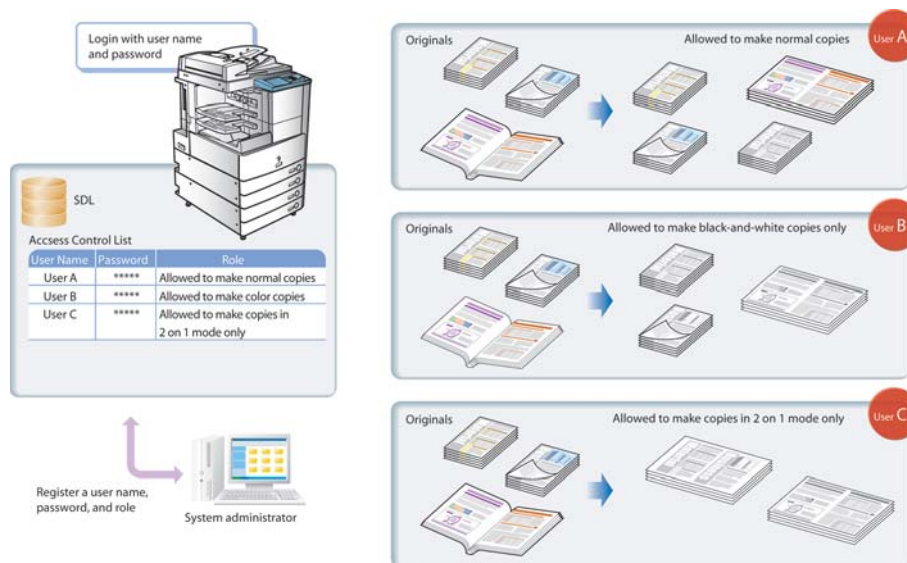 Login with user name
and password
SDL
Accsess Control List
User Name Password Role
User A ***** Allowed to make normal copies
User B ***** Allowed to make color copies
User C ***** Allowed to make copies in
2 on 1 mode only
Register a user name,
password, and role
System administrator
Originals
Allowed to make normal copies
User A
Originals
Allowed to make black-and-white copies only
User B
Originals
Allowed to make copies in 2 on 1 mode only
User C